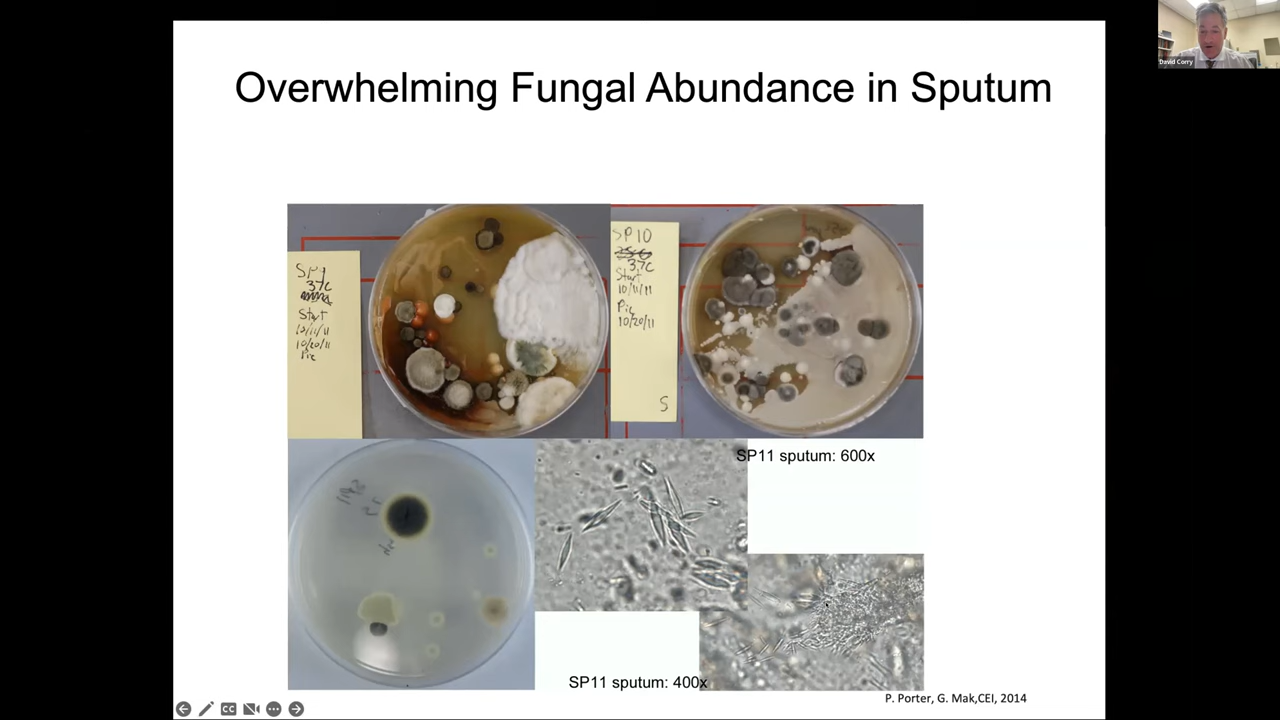 David Corry
Overwhelming Fungal Abundance in Sputum
SP9
37C
Start
10/11/11
10/20/11
Pic
SP10
37C
Start
10/11/11
Pic
10/20/11
S
SP11 sputum: 600x
SP11 sputum: 400x
P. Porter, G. Mak,CEI, 2014
CC